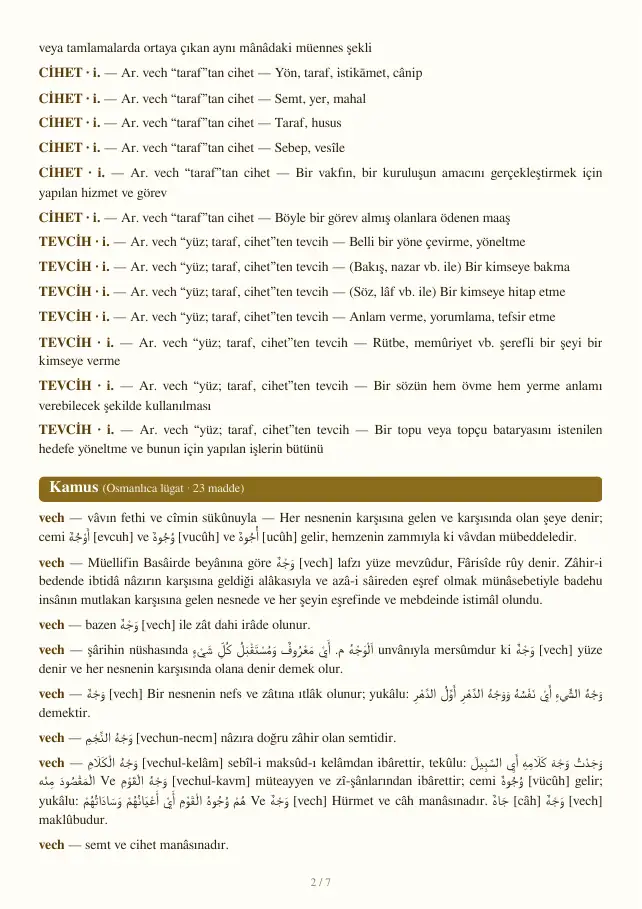 veya tamlamalarda ortaya çıkan aynı mânâdaki müennes şekli
CİHET · i. — Ar. vech “taraf”tan cihet — Yön, taraf, istikāmet, cânip
CİHET · i. — Ar. vech “taraf”tan cihet — Semt, yer, mahal
CİHET · i. — Ar. vech “taraf”tan cihet — Taraf, husus
CİHET · i. — Ar. vech “taraf”tan cihet — Sebep, vesîle
CİHET · i. — Ar. vech “taraf”tan cihet — Bir vakfın, bir kuruluşun amacını gerçekleştirmek için
yapılan hizmet ve görev
CİHET · i. — Ar. vech “taraf”tan cihet — Böyle bir görev almış olanlara ödenen maaş
TEVCİH · i. — Ar. vech “yüz; taraf, cihet”ten tevcih — Belli bir yöne çevirme, yöneltme
TEVCİH · i. — Ar. vech “yüz; taraf, cihet”ten tevcih — (Bakış, nazar vb. ile) Bir kimseye bakma
TEVCİH · i. — Ar. vech “yüz; taraf, cihet”ten tevcih — (Söz, lâf vb. ile) Bir kimseye hitap etme
TEVCİH · i. — Ar. vech “yüz; taraf, cihet”ten tevcih — Anlam verme, yorumlama, tefsir etme
TEVCİH · i. — Ar. vech “yüz; taraf, cihet”ten tevcih — Rütbe, memûriyet vb. şerefli bir şeyi bir
kimseye verme
TEVCİH · i. — Ar. vech “yüz; taraf, cihet”ten tevcih — Bir sözün hem övme hem yerme anlamı
verebilecek şekilde kullanılması
TEVCİH · i. — Ar. vech “yüz; taraf, cihet”ten tevcih — Bir topu veya topçu bataryasını istenilen
hedefe yöneltme ve bunun için yapılan işlerin bütünü
Kamus (Osmanlıca lügat · 23 madde)
vech — vâvın fethi ve cîmin sükûnuyla — Her nesnenin karşısına gelen ve karşısında olan şeye denir;
cemi أَوْجُهٌ [evcuh] ve وُجُوهٌ [vucûh] ve أُجُوهٌ [ucûh] gelir, hemzenin zammıyla ki vâvdan mübeddeledir.
vech — Müellifin Basâirde beyânına göre وَجْهٌ [vech] lafzı yüze mevzûdur, Fârisîde rûy denir. Zâhir-i
bedende ibtidâ nâzırın karşısına geldiği alâkasıyla ve azâ-i sâireden eşref olmak münâsebetiyle badehu
insânın mutlakan karşısına gelen nesnede ve her şeyin eşrefinde ve mebdeinde istimâl olundu.
vech — bazen وَجْهٌ [vech] ile zât dahi irâde olunur.
vech — şârihin nüshasında اَلْوَجْهُ م. أَيْ مَعْرُوفٌ وَمُسْتَقْبَلُ كُلِّ شَيْءٍ unvânıyla mersûmdur ki وَجْهٌ [vech] yüze
denir ve her nesnenin karşısında olana denir demek olur.
vech — وَجْهٌ [vech] Bir nesnenin nefs ve zâtına ıtlâk olunur; yukâlu: وَجْهُ الشَّيءِ أَيْ نَفْسُهُ وَوَجْهُ الدَّهْرِ أَوَّلُ الدَّهْرِ
demektir.
vech — وَجْهُ النَّجْمِ [vechun-necm] nâzıra doğru zâhir olan semtidir.
vech — وَجْهُ الْكَلَامِ [vechul-kelâm] sebîl-i maksûd-ı kelâmdan ibârettir, tekûlu: وَجَدْتُ وَجْهَ كَلَامِهِ أَيِ السَّبِيلَ
الْمَقْصُودَ مِنْهُ Ve وَجْهُ الْقَوْمِ [vechul-kavm] müteayyen ve zî-şânlarından ibârettir; cemi وُجُوهٌ [vücûh] gelir;
yukâlu: هُمْ وُجُوهُ الْقَوْمِ أَيْ أَعْيَانُهُمْ وَسَادَاتُهُمْ Ve وَجْهٌ [vech] Hürmet ve câh manâsınadır. جَاهٌ [câh] وَجْهٌ [vech]
maklûbudur.
vech — semt ve cihet manâsınadır.
2 / 7